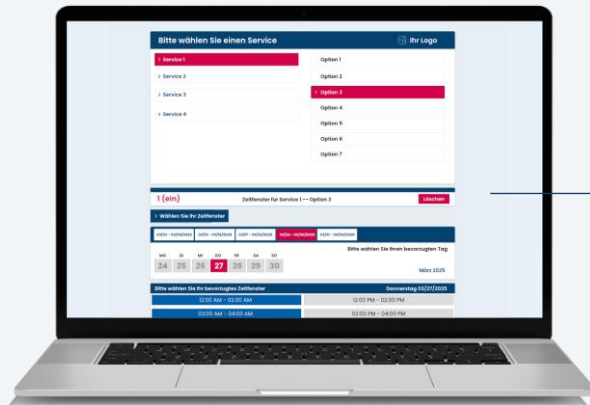 Bitte wählen Sie einen Service
Ihr Logo
> Service 1
> Service 2
> Service 3
> Service 4
Option 1
Option 2
> Option 3
Option 4
Option 5
Option 6
Option 7
1 (ein)
Zeitfenster für Service 1 -- Option 3
Löschen
> Wählen Sie Ihr Zeitfenster
Bitte wählen Sie Ihren bevorzugten Tag
MO DI MI DO FR SA SO
24 25 26 27 28 29 30
März 2025
Bitte wählen Sie Ihr bevorzugtes Zeitfenster
Donnerstag 03/27/2025
12:00 AM - 02:00 AM
12:00 PM - 02:00 PM
02:00 AM - 04:00 AM
02:00 PM - 04:00 PM